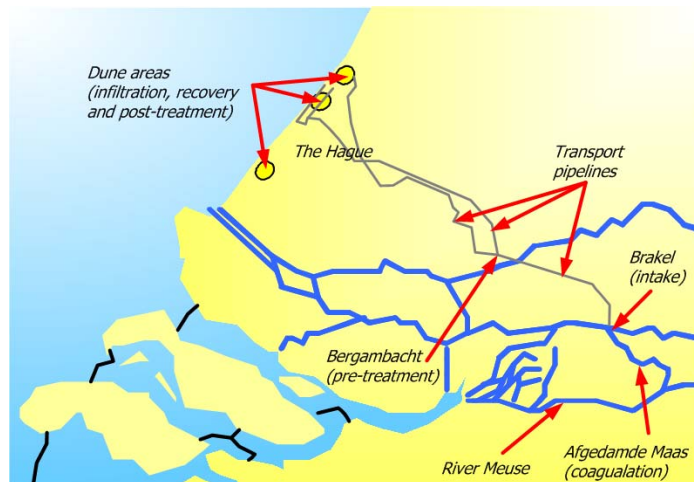 Dune areas
(infiltration, recovery
and post-treatment)
The Hague
Transport
pipelines
Brakel
(intake)
Bergambacht
(pre-treatment)
River Meuse
Afgedamde Maas
(coagualation)